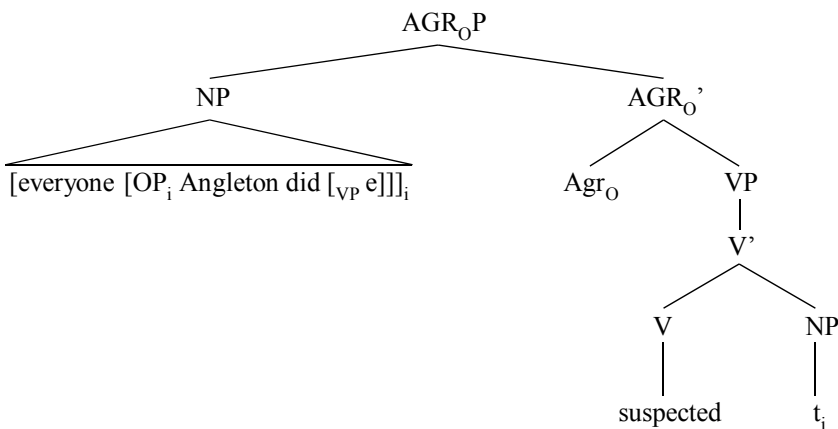 AGR_OP
NP AGR_O’
[everyone [OP_i Angleton did [_VP e]]]_i Agr_O VP
V’
V NP
suspected t_i